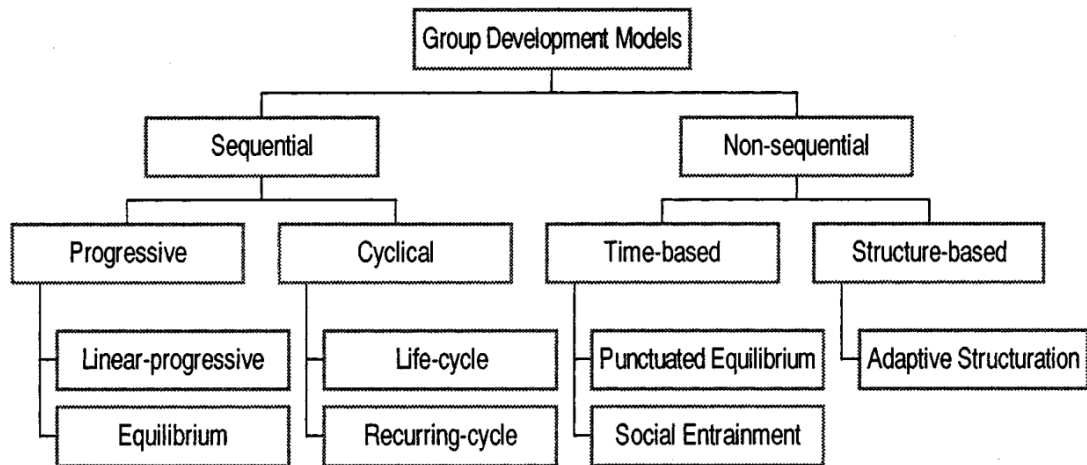 Group Development Models
Sequential
Non-sequential
Progressive
Cyclical
Time-based
Structure-based
Linear-progressive
Life-cycle
Punctuated Equilibrium
Adaptive Structuration
Equilibrium
Recurring-cycle
Social Entrainment